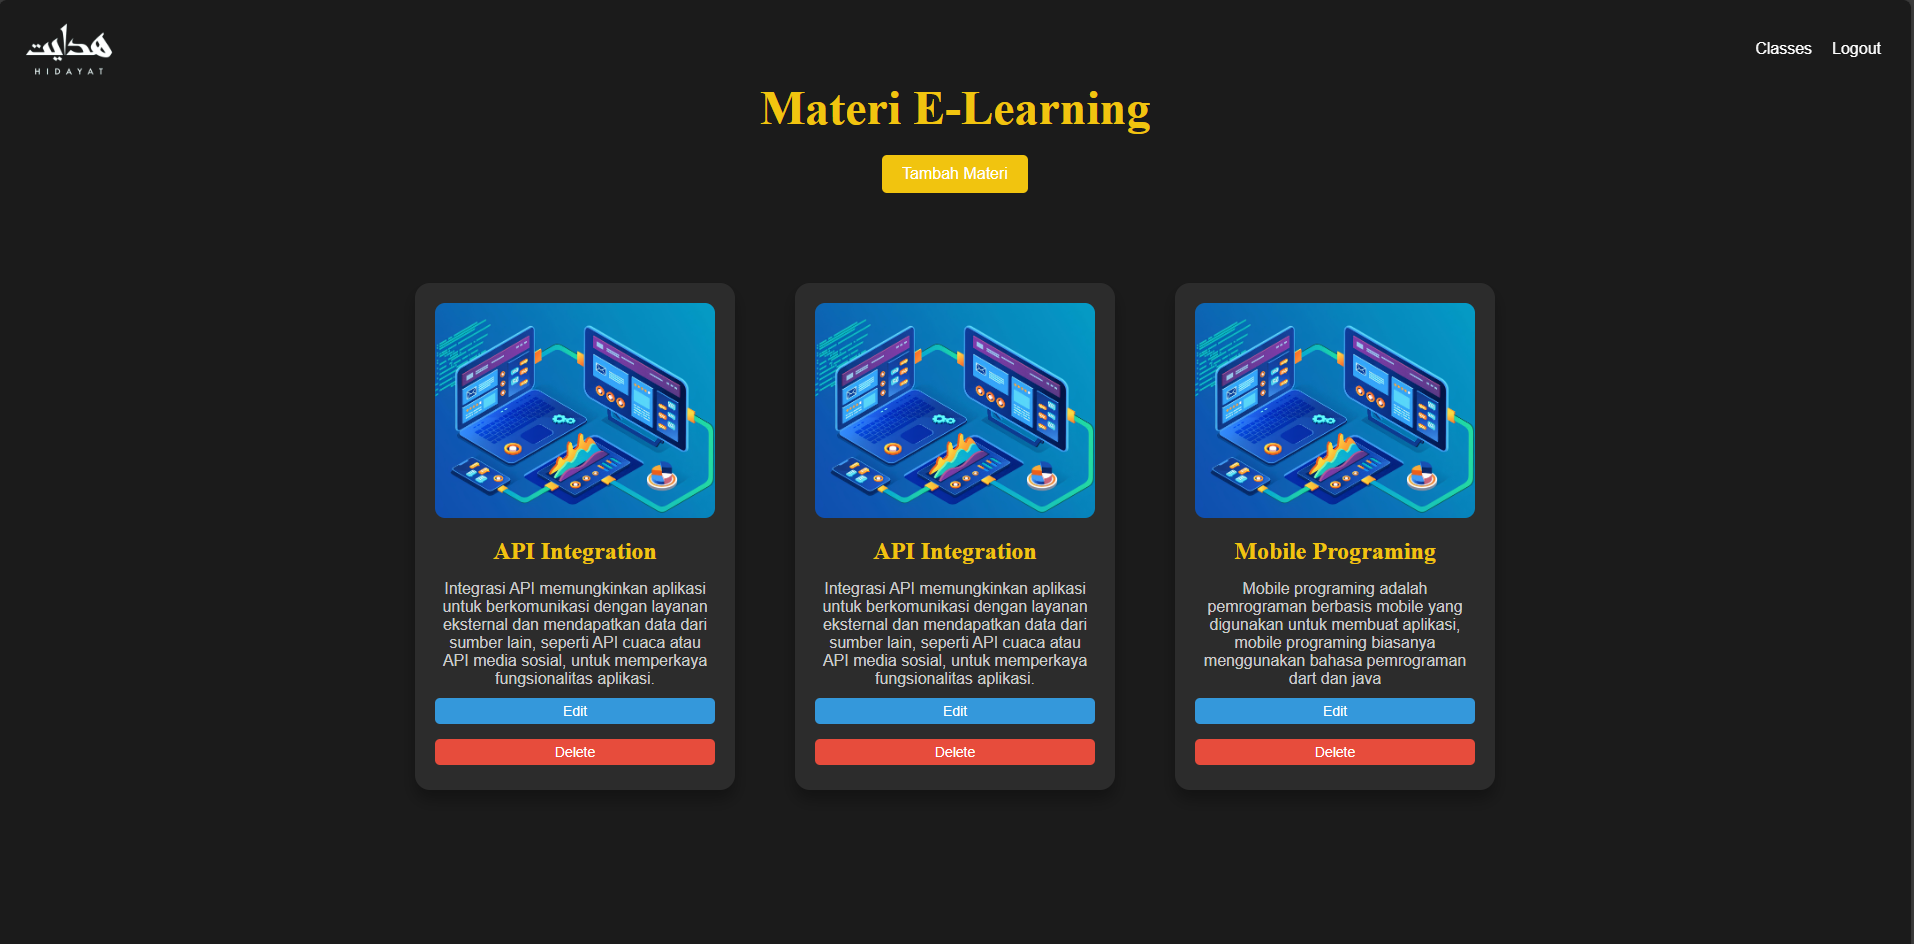 هدايت
HIDAYAT
Classes Logout
Materi E-Learning
Tambah Materi
API Integration
Integrasi API memungkinkan aplikasi
untuk berkomunikasi dengan layanan
eksternal dan mendapatkan data dari
sumber lain, seperti API cuaca atau
API media sosial, untuk memperkaya
fungsionalitas aplikasi.
Edit
Delete
API Integration
Integrasi API memungkinkan aplikasi
untuk berkomunikasi dengan layanan
eksternal dan mendapatkan data dari
sumber lain, seperti API cuaca atau
API media sosial, untuk memperkaya
fungsionalitas aplikasi.
Edit
Delete
Mobile Programing
Mobile programing adalah
pemrograman berbasis mobile yang
digunakan untuk membuat aplikasi,
mobile programing biasanya
menggunakan bahasa pemrograman
dart dan java
Edit
Delete